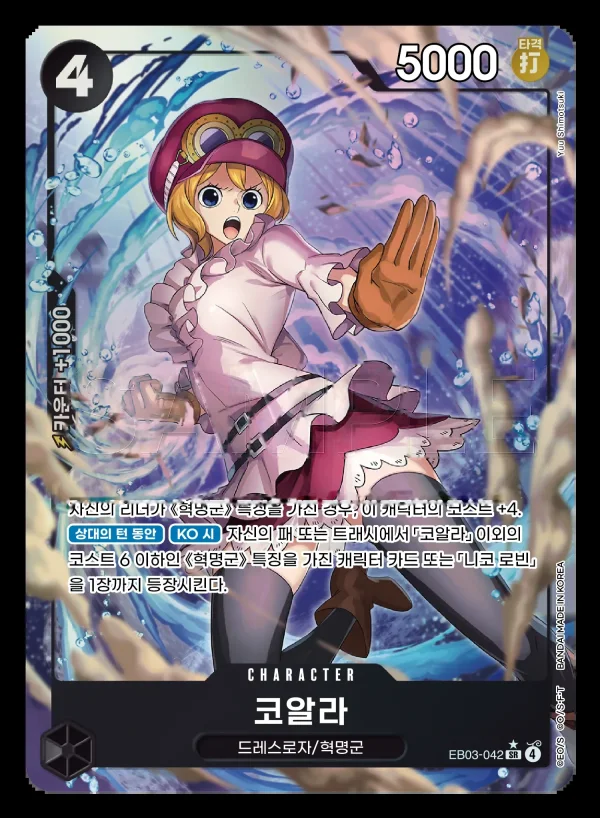 4
5000
타격
打
Yuu Shimotsuki
카운터 +1000
SAMPLE
자신의 리더가 《혁명군》 특징을 가진 경우, 이 캐릭터의 코스트 +4.
상대의 턴 동안 KO 시 자신의 패 또는 트래시에서 「코알라」 이외의
코스트 6 이하인 《혁명군》 특징을 가진 캐릭터 카드 또는 「니코 로빈」
을 1장까지 등장시킨다.
CHARACTER
코알라
드레스로자/혁명군
EB03-042 SR 4
©EO/S ©O/S·F·T BANDAI MADE IN KOREA